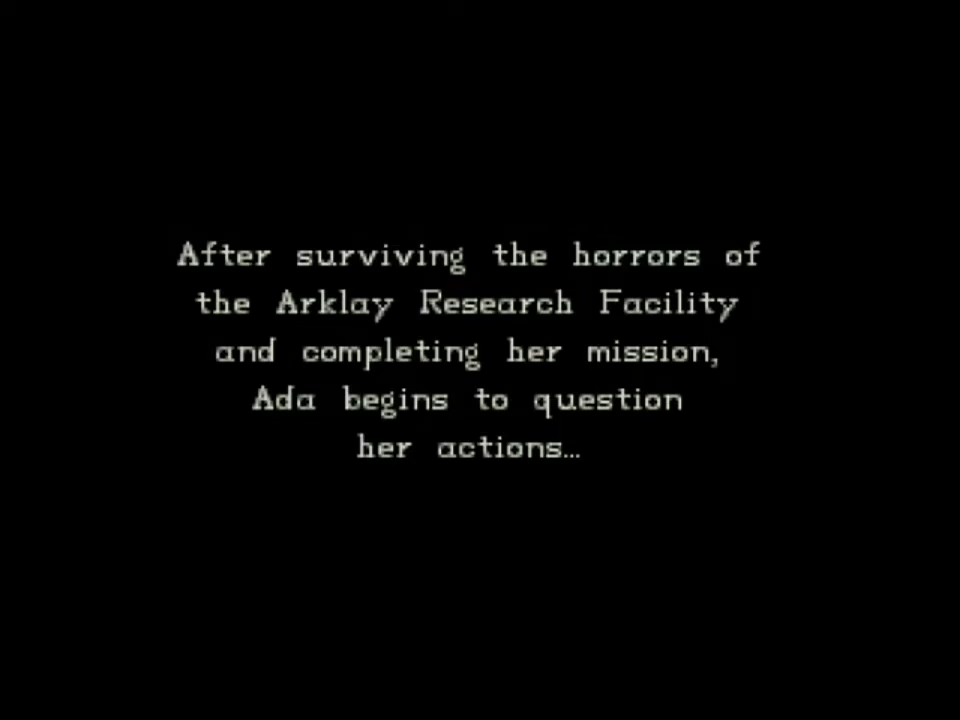 After surviving the horrors of
the Arklay Research Facility
and completing her mission,
Ada begins to question
her actions…